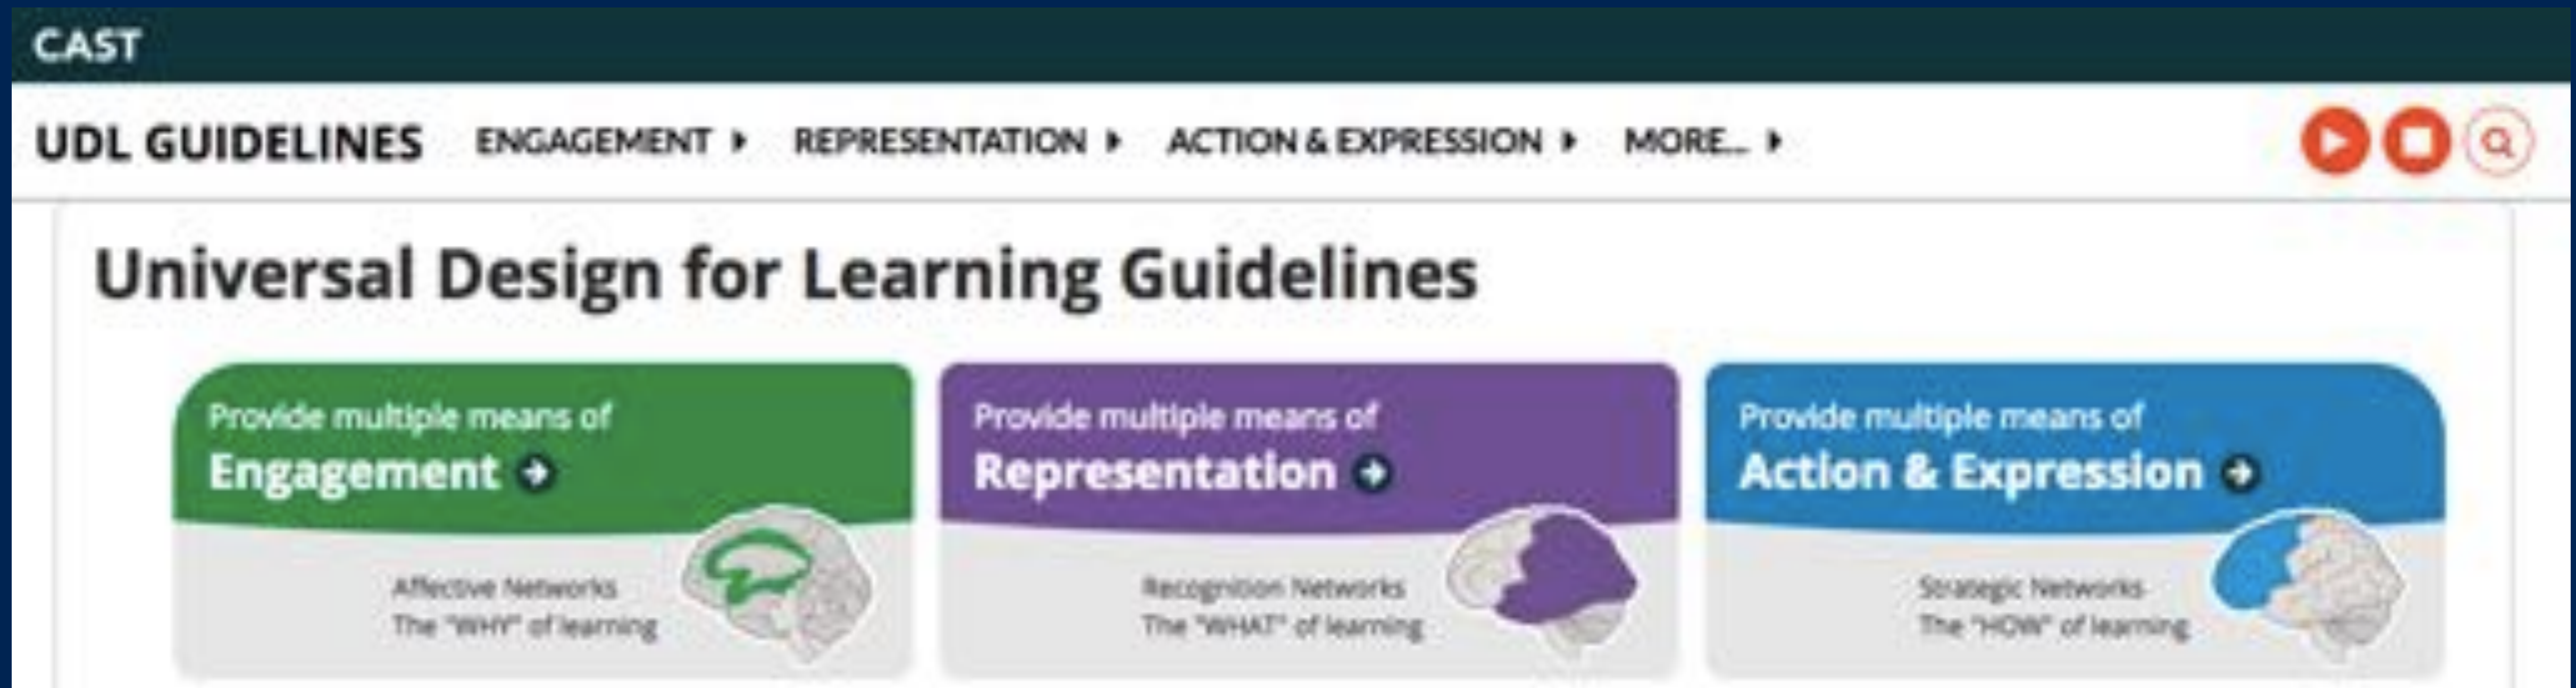 CAST
UDL GUIDELINES ENGAGEMENT REPRESENTATION ACTION & EXPRESSION MORE...
Universal Design for Learning Guidelines
Provide multiple means of
Engagement
Affective Networks
The "WHY" of learning
Provide multiple means of
Representation
Recognition Networks
The "WHAT" of learning
Provide multiple means of
Action & Expression
Strategic Networks
The "HOW" of learning